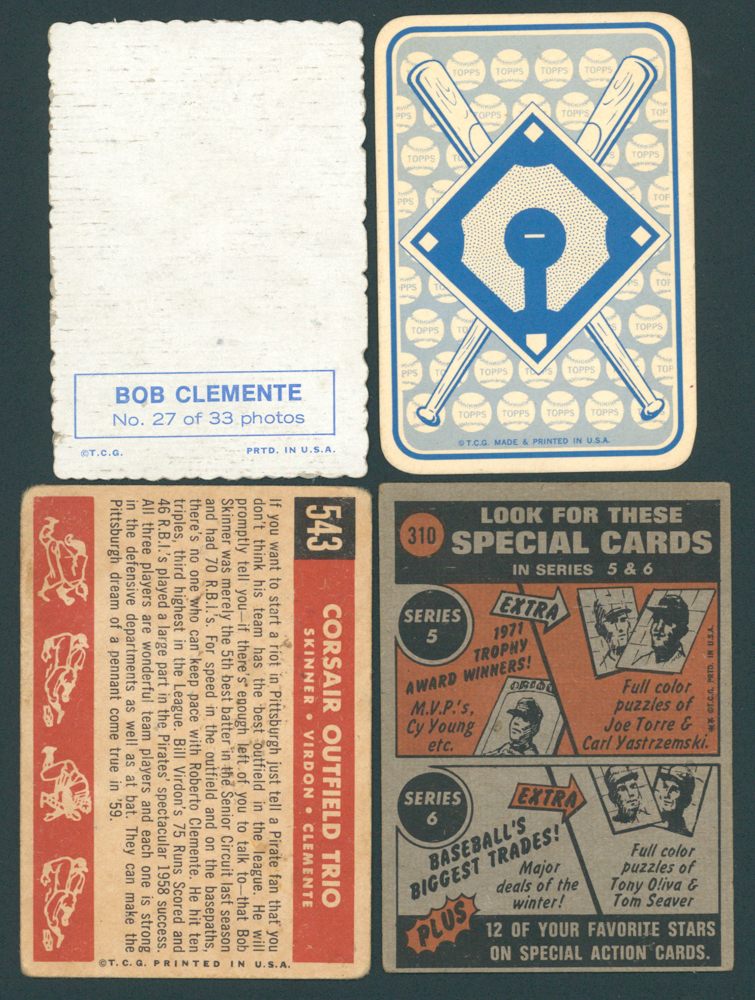 BOB CLEMENTE
No. 27 of 33 photos
©T.C.G.
PRTD. IN U.S.A.
TOPPS TOPPS TOPPS TOPPS
©T.C.G. MADE & PRINTED IN U.S.A.
543
CORSAIR OUTFIELD TRIO
SKINNER • VIRDON • CLEMENTE
If you want to start a riot in Pittsburgh just tell a Pirate fan that you
don't think his team has the best outfield in the league. He will
promptly tell you—if there's enough left of you to talk to—that Bob
Skinner was merely the 5th best batter in the Senior Circuit last season
and had 70 R.B.I.'s. For speed in the outfield and on the basepaths,
there's no one who can keep pace with Roberto Clemente. He hit ten
triples, third highest in the League. Bill Virdon's 75 Runs Scored and
46 R.B.I.'s played a large part in the Pirates' spectacular 1958 success.
All three players are wonderful team players and each one is strong
in the defensive departments as well as at bat. They can make the
Pittsburgh dream of a pennant come true in '59.
©T.C.G. PRINTED IN U.S.A.
310
LOOK FOR THESE
SPECIAL CARDS
IN SERIES 5 & 6
SERIES
5
EXTRA
1971
TROPHY
AWARD WINNERS!
M.V.P.'s,
Cy Young
etc.
Full color
puzzles of
Joe Torre &
Carl Yastrzemski.
©T.C.G. PRTD. IN U.S.A.
SERIES
6
EXTRA
BASEBALL'S
BIGGEST TRADES!
Major
deals of the
winter!
Full color
puzzles of
Tony Oliva &
Tom Seaver
PLUS
12 OF YOUR FAVORITE STARS
ON SPECIAL ACTION CARDS.